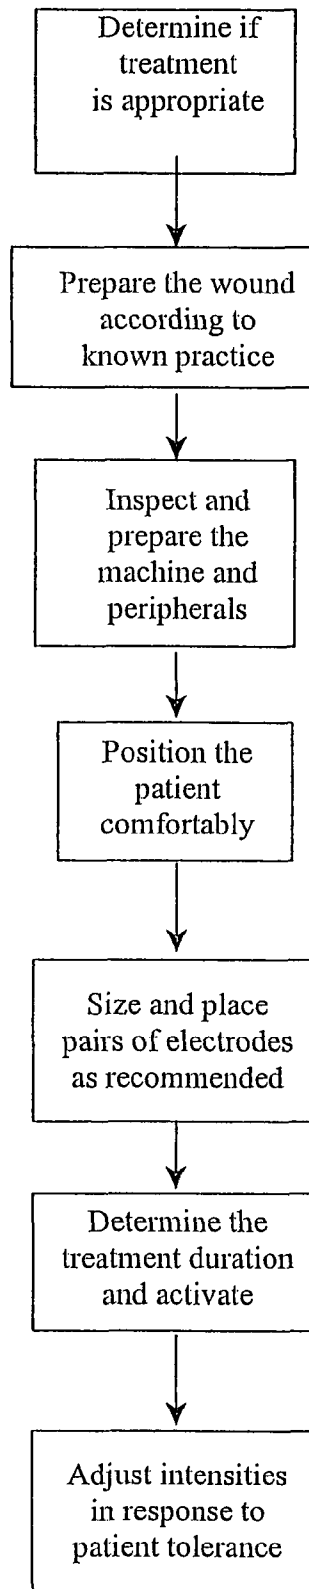 Determine if
treatment
is appropriate
Prepare the wound
according to
known practice
Inspect and
prepare the
machine and
peripherals
Position the
patient
comfortably
Size and place
pairs of electrodes
as recommended
Determine the
treatment duration
and activate
Adjust intensities
in response to
patient tolerance